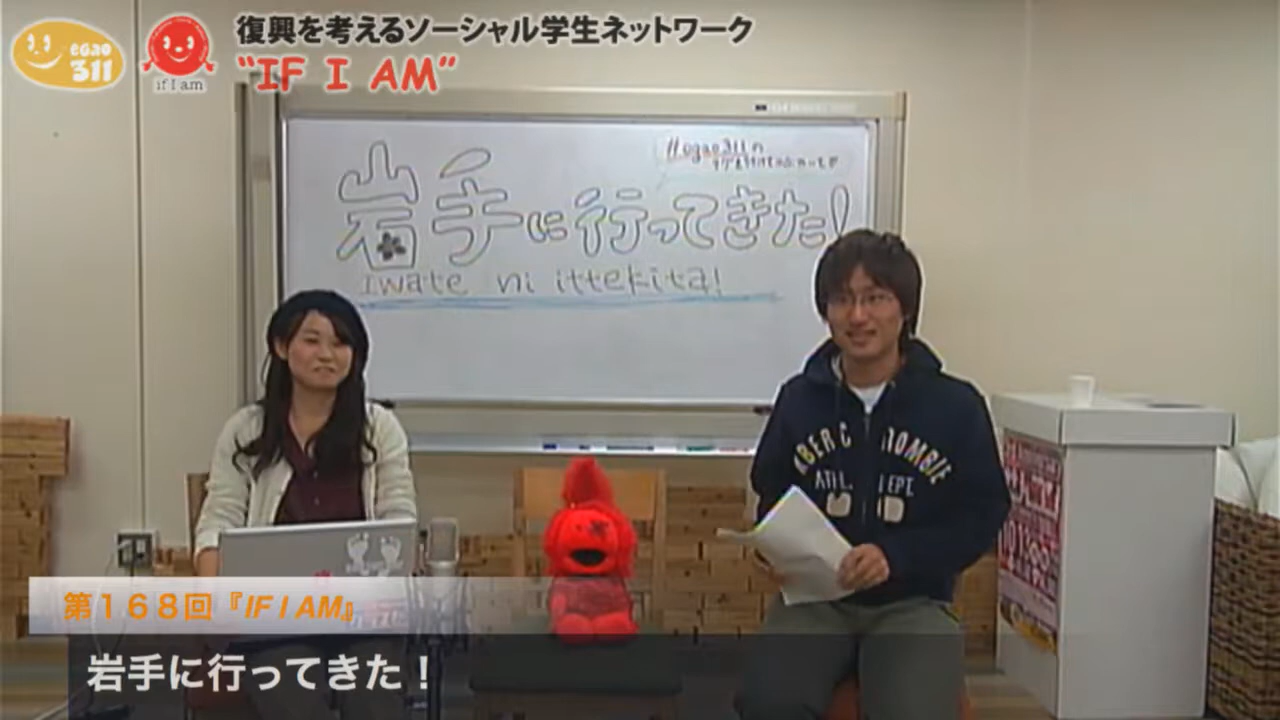 egao
311
if I am
復興を考えるソーシャル学生ネットワーク
“IF I AM”
#egao311の
岩手に行ってきた!
Iwate ni ittekita!
ABERC ROMBIE
ATHL DEPT.
第168回『IF I AM』
岩手に行ってきた！